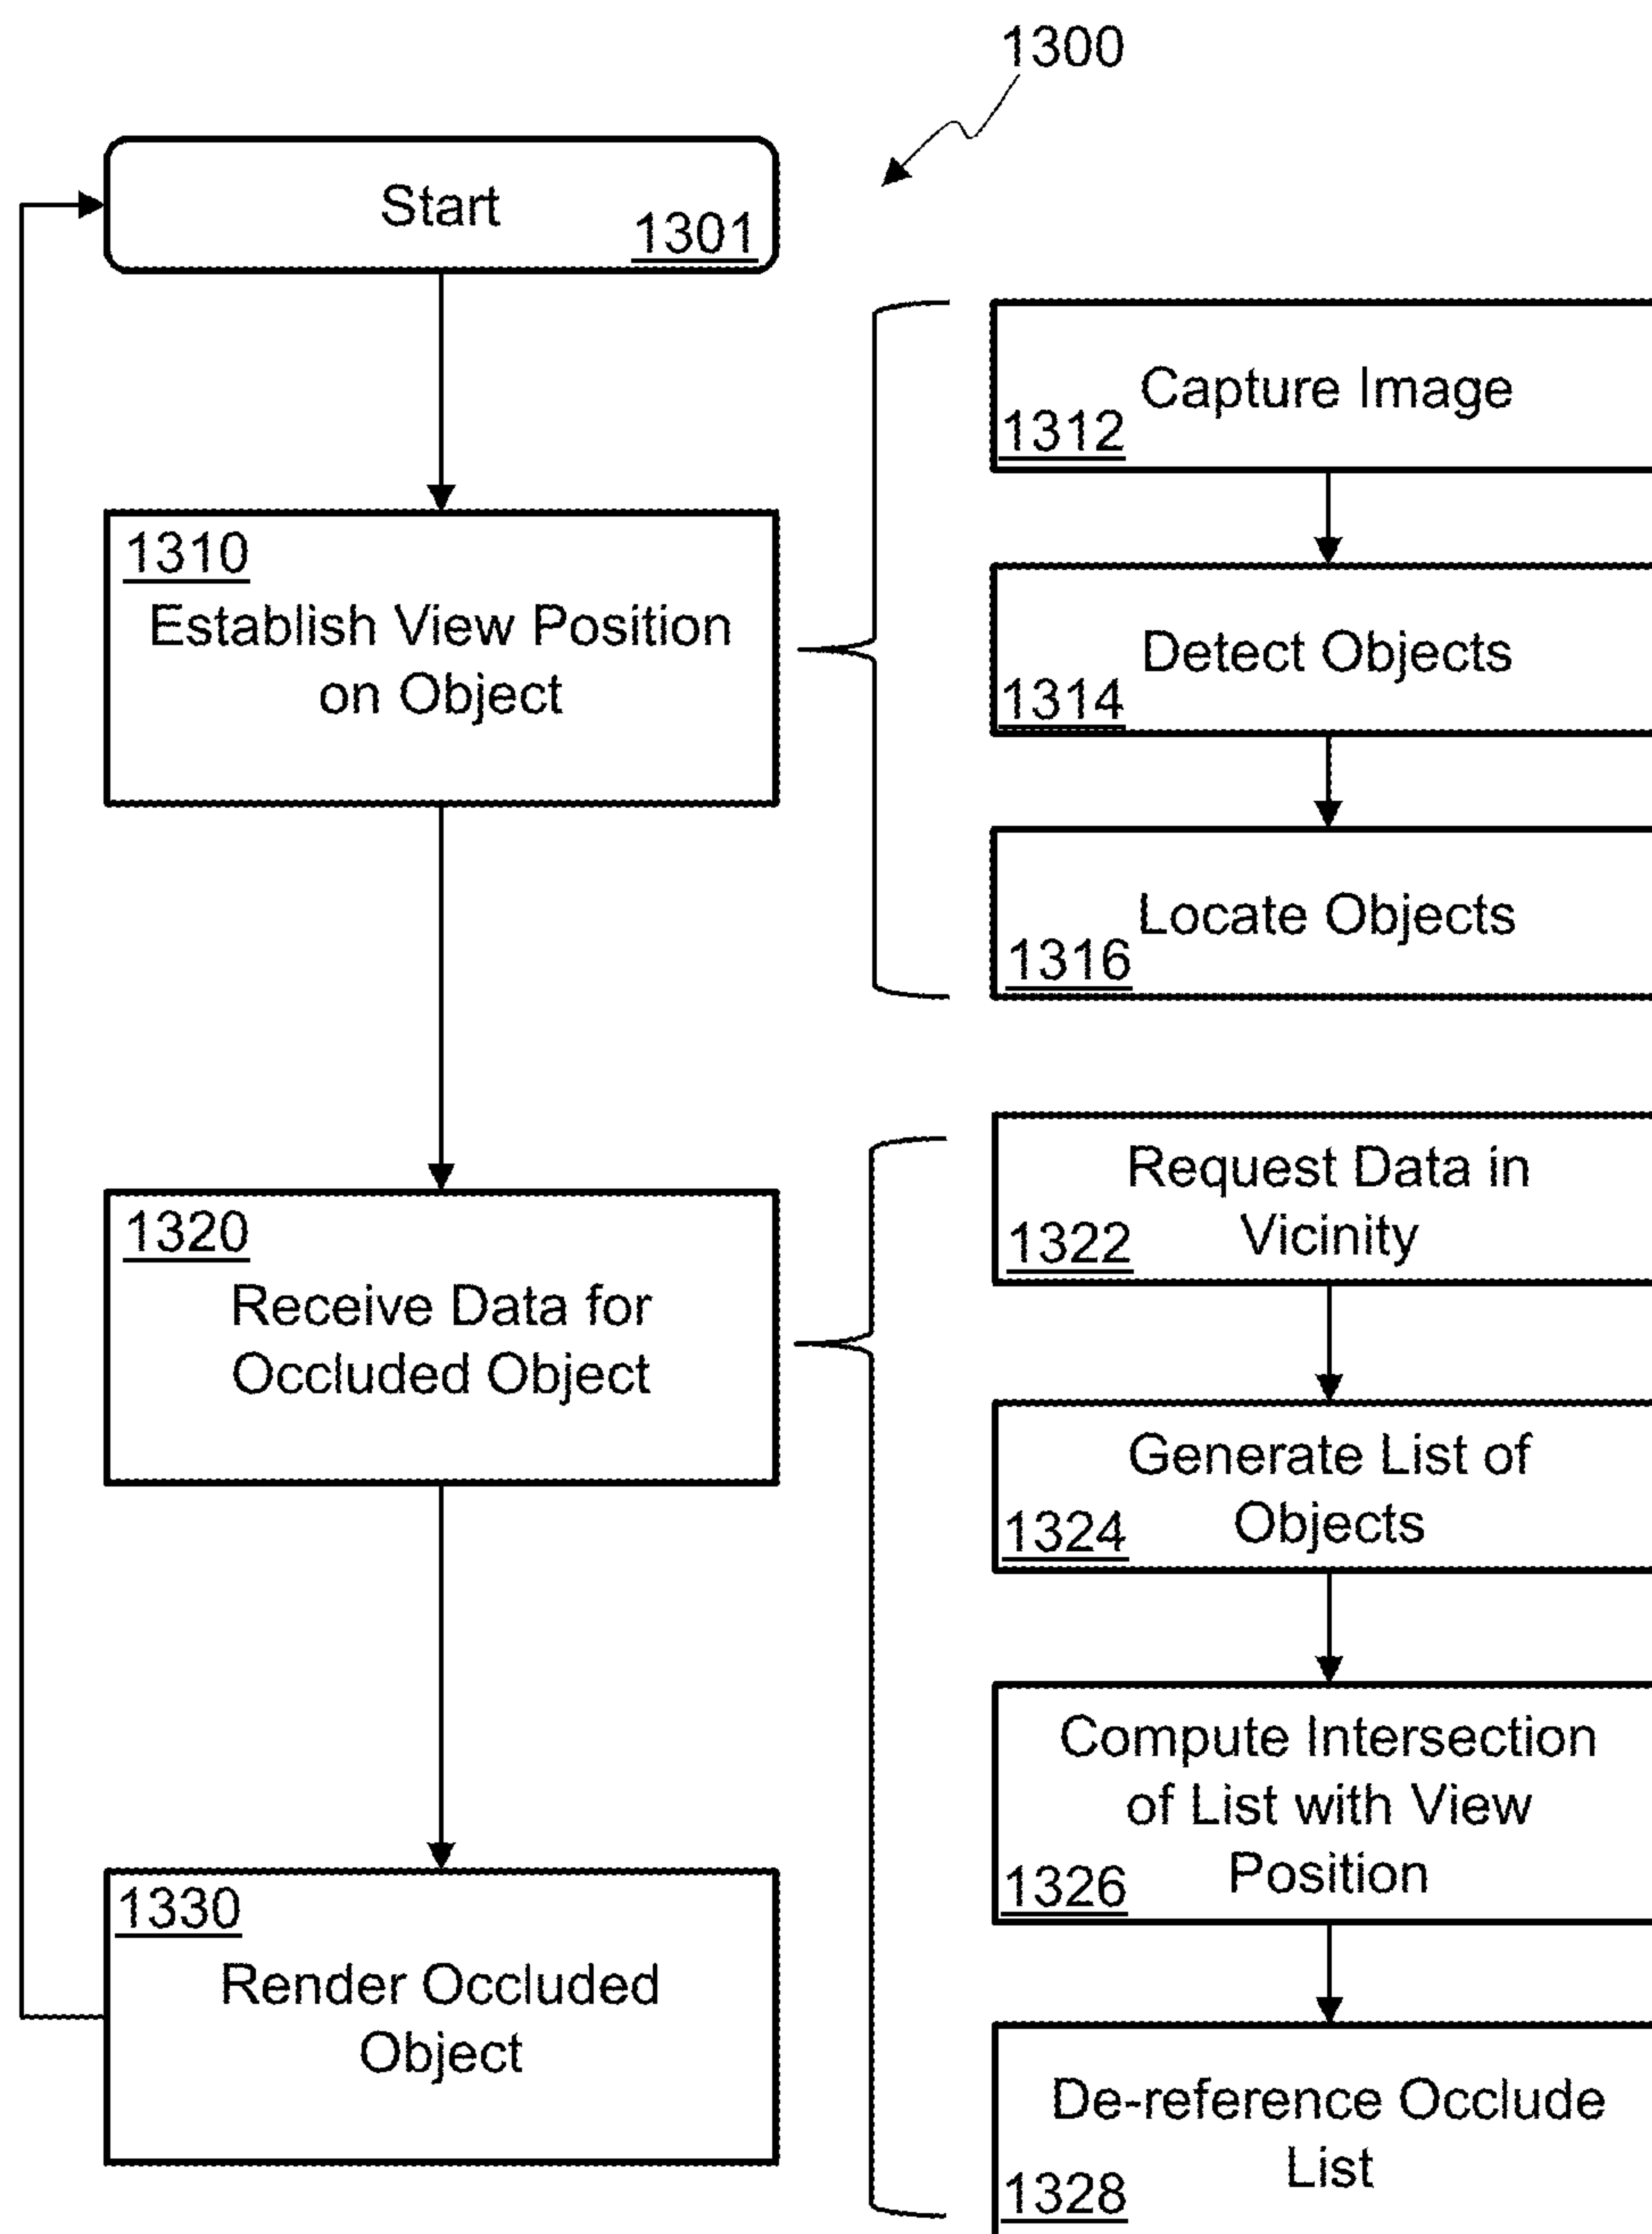 1300
Start
1301
1310
Establish View Position
on Object
Capture Image
1312
Detect Objects
1314
Locate Objects
1316
1320
Receive Data for
Occluded Object
Request Data in
Vicinity
1322
Generate List of
Objects
1324
Compute Intersection
of List with View
Position
1326
De-reference Occlude
List
1328
1330
Render Occluded
Object